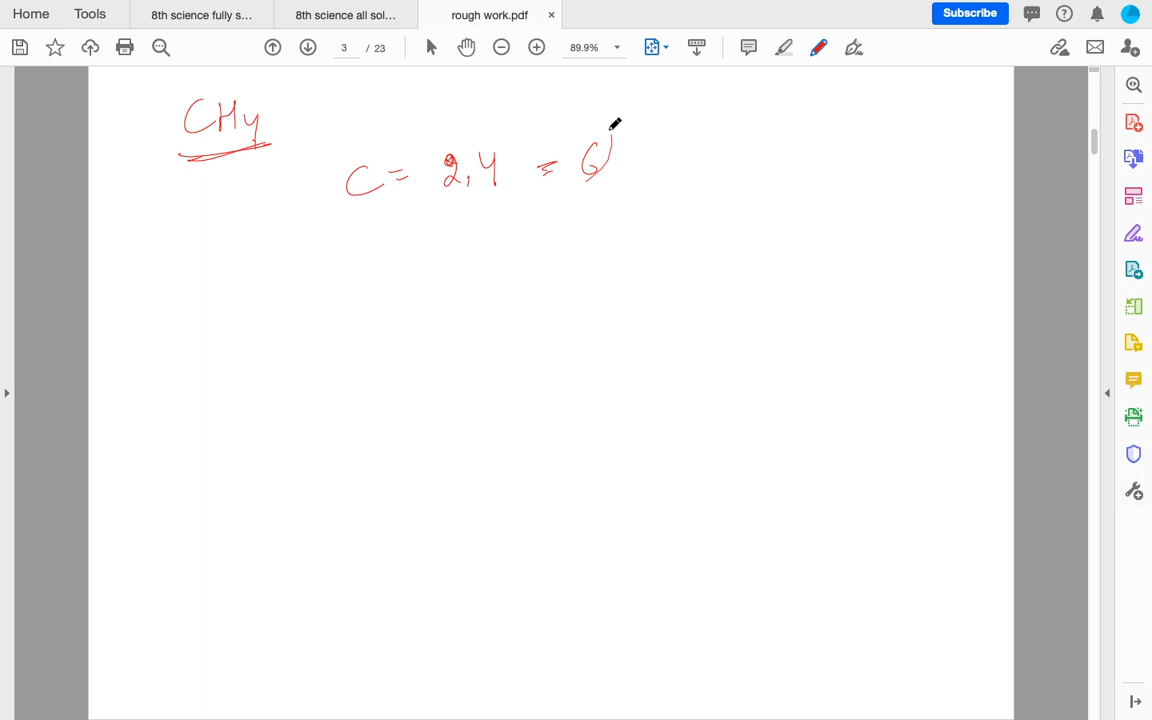 Home Tools 8th science fully s... 8th science all sol... rough work.pdf × Subscribe
3 / 23 89.9%
CH4
C = 2,4 = 6